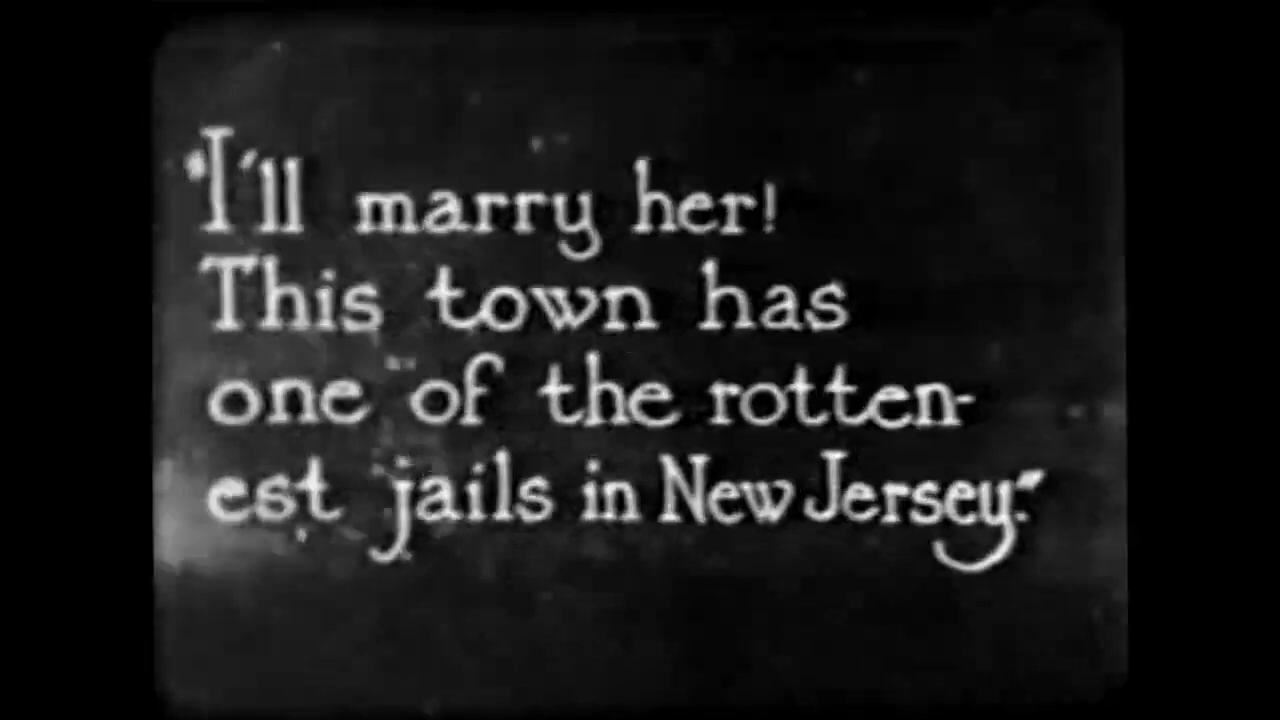 "I'll marry her!
This town has
one of the rotten-
est jails in New Jersey."